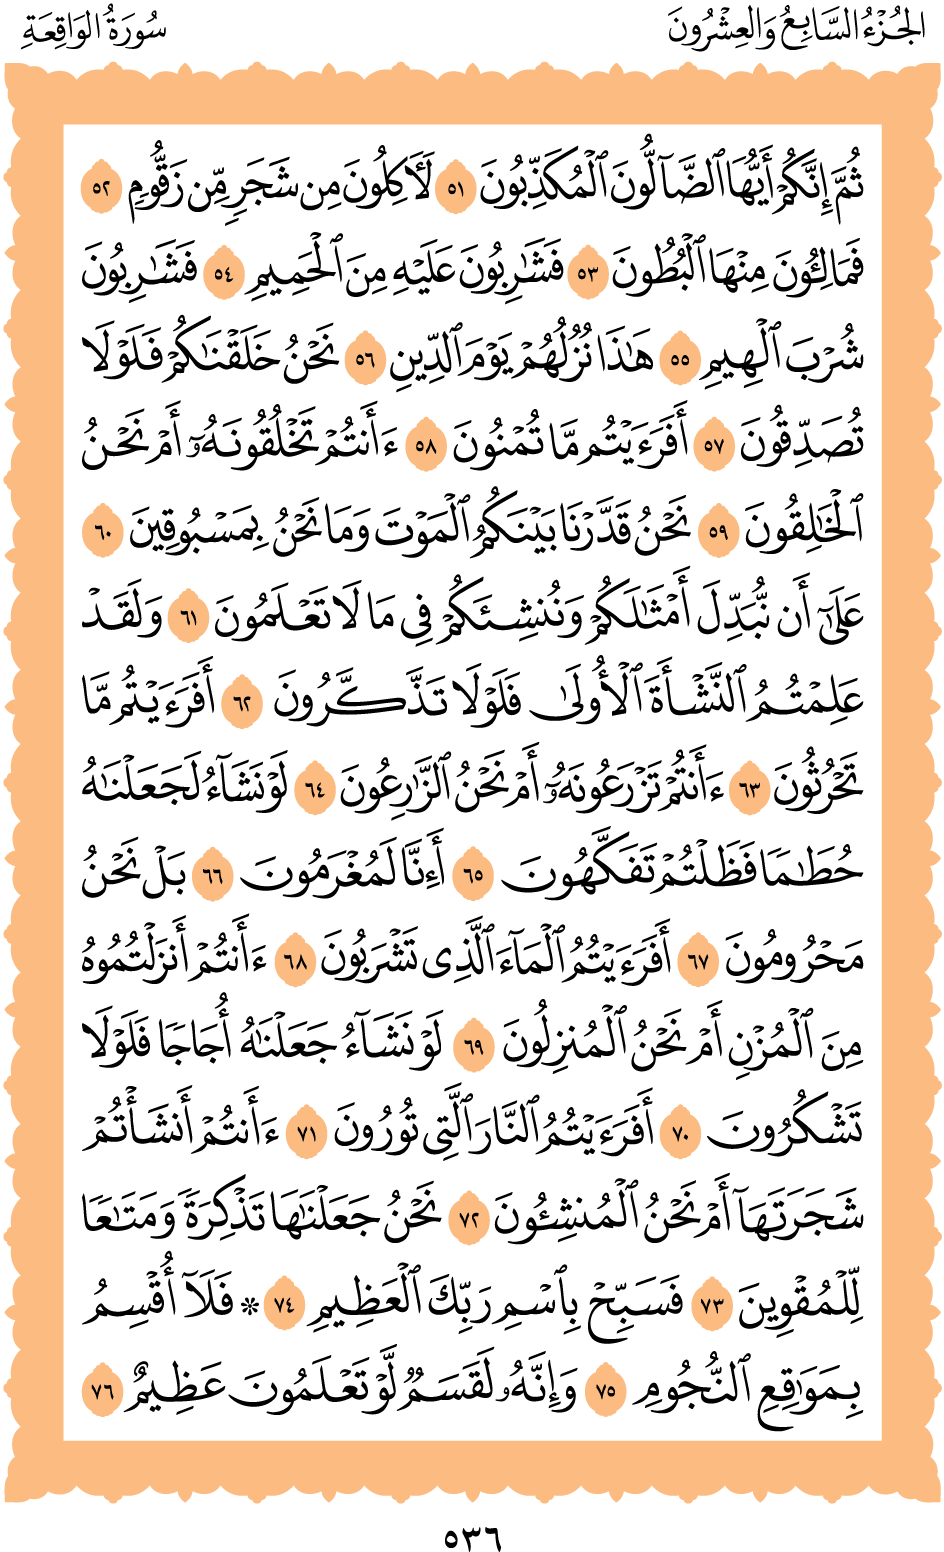 الجُزْءُ السَّابِعُ وَالْعِشْرُونَ
سُورَةُ الوَاقِعَةِ
ثُمَّ إِنَّكُمْ أَيُّهَا ٱلضَّآلُّونَ ٱلْمُكَذِّبُونَ ٥١ لَأٓكِلُونَ مِن شَجَرٍ مِّن زَقُّومٍ ٥٢
فَمَالِـُٔونَ مِنْهَا ٱلْبُطُونَ ٥٣ فَشَٰرِبُونَ عَلَيْهِ مِنَ ٱلْحَمِيمِ ٥٤ فَشَٰرِبُونَ
شُرْبَ ٱلْهِيمِ ٥٥ هَٰذَا نُزُلُهُمْ يَوْمَ ٱلدِّينِ ٥٦ نَحْنُ خَلَقْنَٰكُمْ فَلَوْلَا
تُصَدِّقُونَ ٥٧ أَفَرَءَيْتُم مَّا تُمْنُونَ ٥٨ ءَأَنتُمْ تَخْلُقُونَهُۥٓ أَمْ نَحْنُ
ٱلْخَٰلِقُونَ ٥٩ نَحْنُ قَدَّرْنَا بَيْنَكُمُ ٱلْمَوْتَ وَمَا نَحْنُ بِمَسْبُوقِينَ ٦٠
عَلَىٰٓ أَن نُّبَدِّلَ أَمْثَٰلَكُمْ وَنُنشِئَكُمْ فِي مَا لَا تَعْلَمُونَ ٦١ وَلَقَدْ
عَلِمْتُمُ ٱلنَّشْأَةَ ٱلْأُولَىٰ فَلَوْلَا تَذَكَّرُونَ ٦٢ أَفَرَءَيْتُم مَّا
تَحْرُثُونَ ٦٣ ءَأَنتُمْ تَزْرَعُونَهُۥٓ أَمْ نَحْنُ ٱلزَّٰرِعُونَ ٦٤ لَوْ نَشَآءُ لَجَعَلْنَٰهُ
حُطَٰمًا فَظَلْتُمْ تَفَكَّهُونَ ٦٥ إِنَّا لَمُغْرَمُونَ ٦٦ بَلْ نَحْنُ
مَحْرُومُونَ ٦٧ أَفَرَءَيْتُمُ ٱلْمَآءَ ٱلَّذِي تَشْرَبُونَ ٦٨ ءَأَنتُمْ أَنزَلْتُمُوهُ
مِنَ ٱلْمُزْنِ أَمْ نَحْنُ ٱلْمُنزِلُونَ ٦٩ لَوْ نَشَآءُ جَعَلْنَٰهُ أُجَاجًا فَلَوْلَا
تَشْكُرُونَ ٧٠ أَفَرَءَيْتُمُ ٱلنَّارَ ٱلَّتِي تُورُونَ ٧١ ءَأَنتُمْ أَنشَأْتُمْ
شَجَرَتَهَآ أَمْ نَحْنُ ٱلْمُنشِـُٔونَ ٧٢ نَحْنُ جَعَلْنَٰهَا تَذْكِرَةً وَمَتَٰعًا
لِّلْمُقْوِينَ ٧٣ فَسَبِّحْ بِٱسْمِ رَبِّكَ ٱلْعَظِيمِ ٧٤ ۞ فَلَآ أُقْسِمُ
بِمَوَٰقِعِ ٱلنُّجُومِ ٧٥ وَإِنَّهُۥ لَقَسَمٌ لَّوْ تَعْلَمُونَ عَظِيمٌ ٧٦
٥٣٦